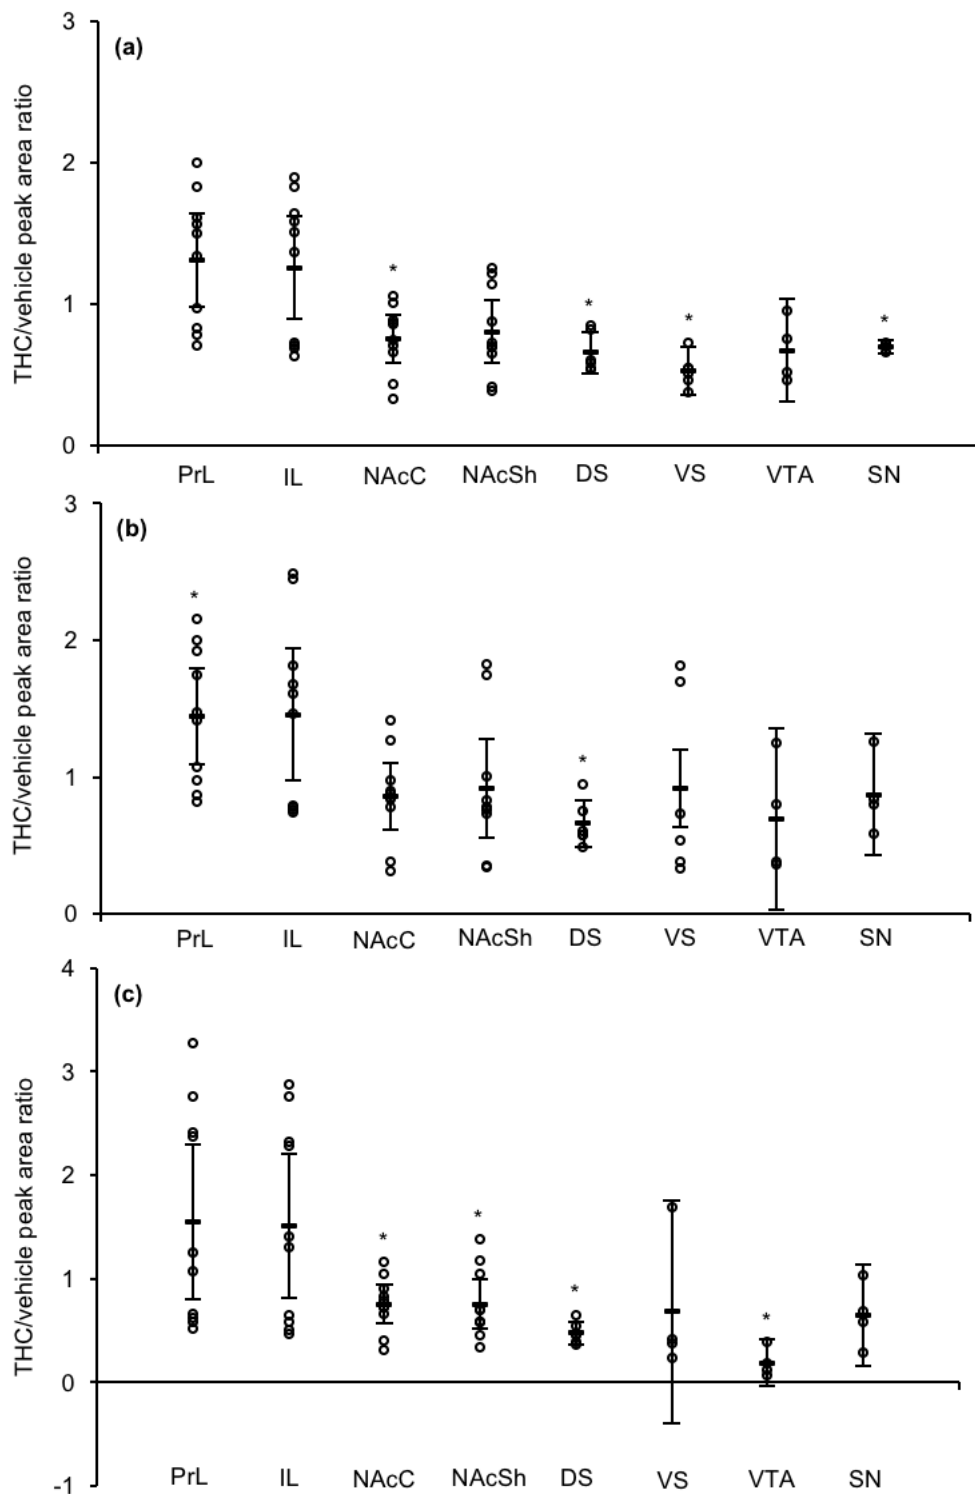 (a)
THC/vehicle peak area ratio
3
2
1
0
* * * *
PrL IL NAcC NAcSh DS VS VTA SN
(b)
THC/vehicle peak area ratio
3
2
1
0
* *
PrL IL NAcC NAcSh DS VS VTA SN
(c)
THC/vehicle peak area ratio
4
3
2
1
0
-1
* * * *
PrL IL NAcC NAcSh DS VS VTA SN